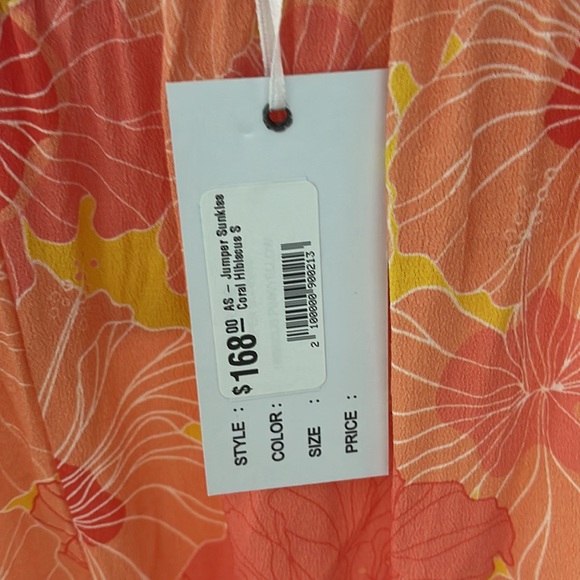 AS - Jumper Sunkiss
Coral Hibiscus S
$168.00
2 100000 900213
STYLE :
COLOR :
SIZE :
PRICE :